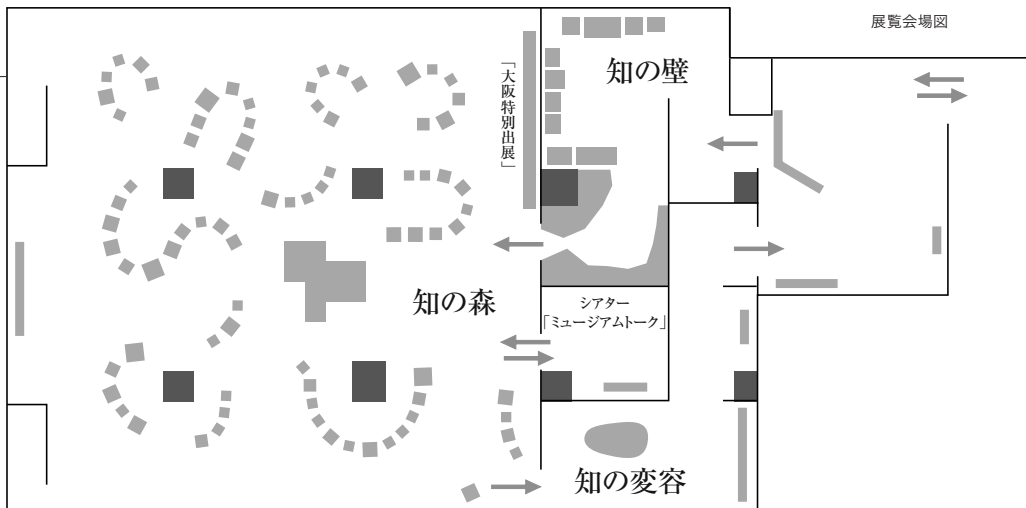 展覧会場図
知の壁
「大阪特別出展」
知の森
シアター
「ミュージアムトーク」
知の変容